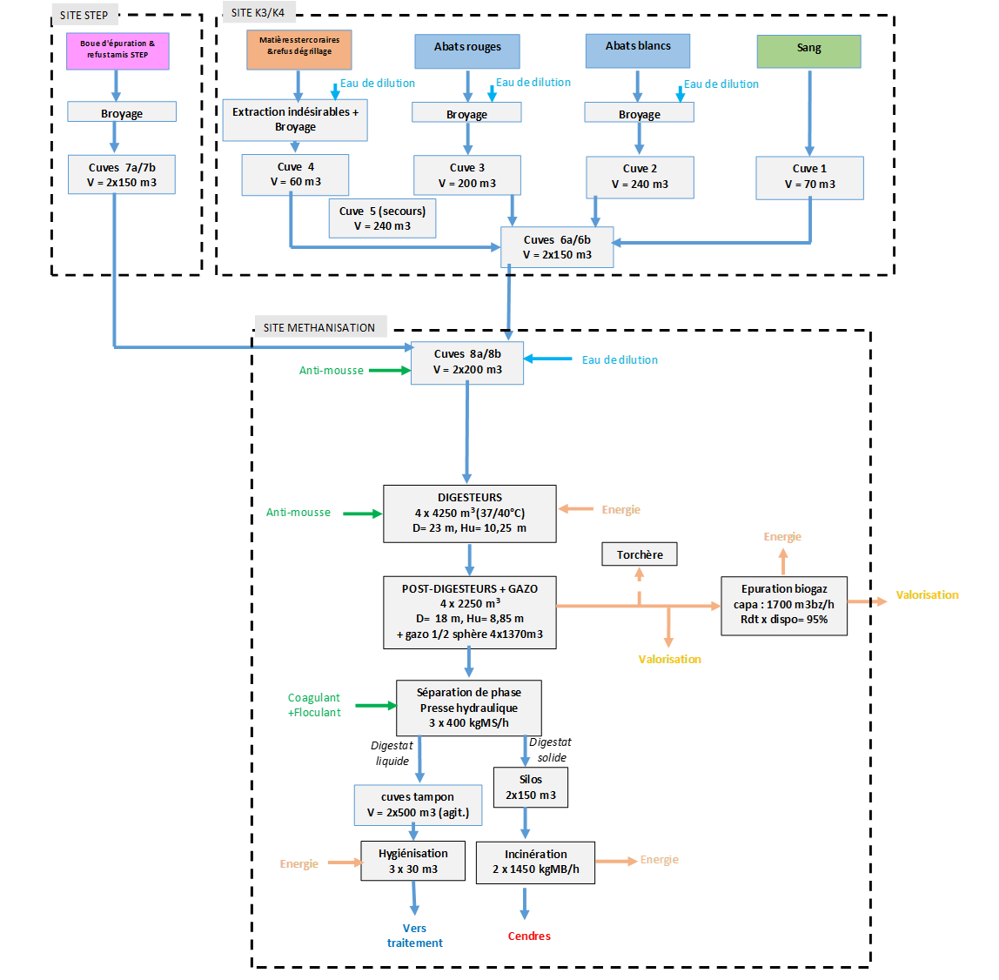 SITE STEP
SITE K3/K4
Boue d'épuration &
refus tamis STEP
Matières stercoraires
& refus dégrillage
Abats rouges
Abats blancs
Sang
Eau de dilution
Eau de dilution
Eau de dilution
Broyage
Extraction indésirables +
Broyage
Broyage
Broyage
Cuves 7a/7b
V = 2x150 m3
Cuve 4
V = 60 m3
Cuve 3
V = 200 m3
Cuve 2
V = 240 m3
Cuve 1
V = 70 m3
Cuve 5 (secours)
V = 240 m3
Cuves 6a/6b
V = 2x150 m3
SITE METHANISATION
Cuves 8a/8b
V = 2x200 m3
Eau de dilution
Anti-mousse
DIGESTEURS
4 x 4250 m³ (37/40°C)
D= 23 m, Hu= 10,25 m
Anti-mousse
Energie
Energie
Torchère
POST-DIGESTEURS + GAZO
4 x 2250 m³
D= 18 m, Hu= 8,85 m
+ gazo 1/2 sphère 4x1370m3
Epuration biogaz
capa : 1700 m3bz/h
Rdt x dispo= 95%
Valorisation
Valorisation
Séparation de phase
Presse hydraulique
3 x 400 kgMS/h
Coagulant
+Floculant
Digestat
liquide
Digestat
solide
Silos
2x150 m3
cuves tampon
V = 2x500 m3 (agit.)
Hygiénisation
3 x 30 m3
Incinération
2 x 1450 kgMB/h
Energie
Energie
Vers
traitement
Cendres